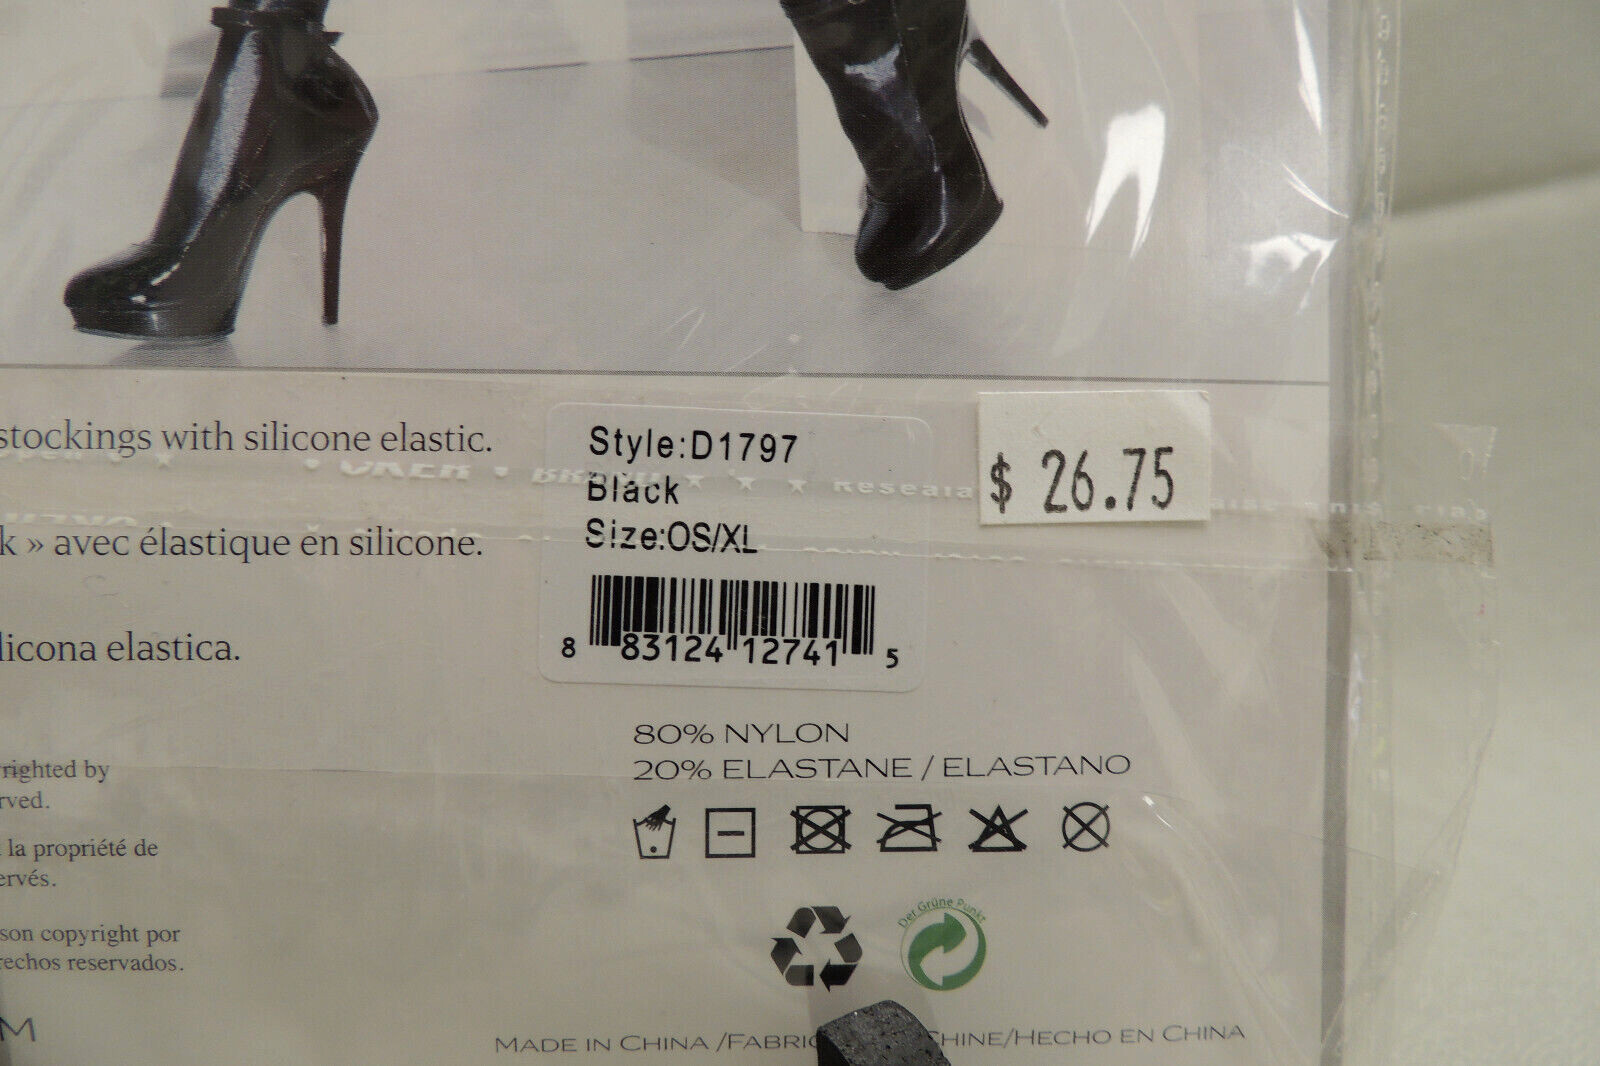 stockings with silicone elastic.
k » avec élastique en silicone.
licona elastica.
Style:D1797
Black
Size:OS/XL
8 83124 12741 5
$ 26.75
80% NYLON
20% ELASTANE / ELASTANO
righted by
rved.
la propriété de
ervés.
son copyright por
rechos reservados.
Der Grüne Punkt
M
MADE IN CHINA /FABRIQ CHINE/HECHO EN CHINA